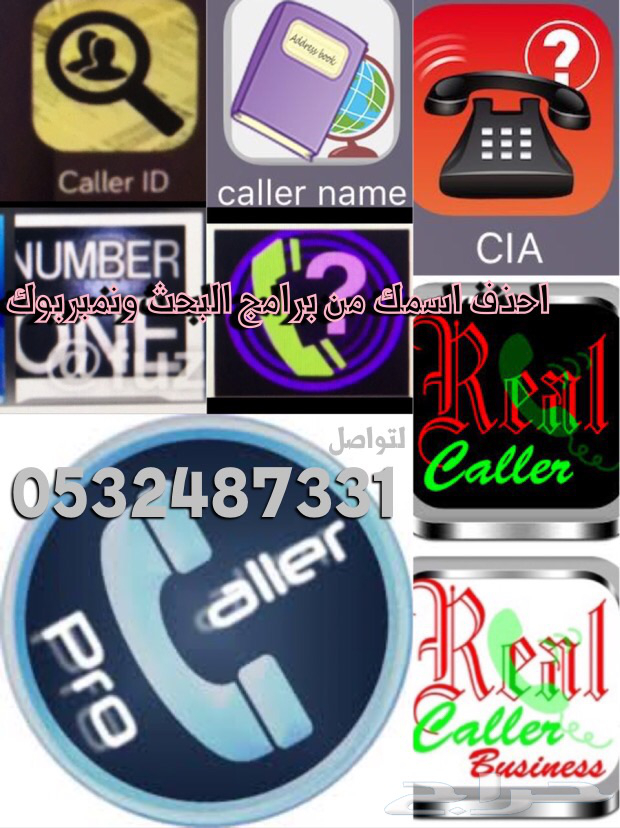 Address book
Caller ID
caller name
CIA
NUMBER
ONE
احذف اسمك من برامج البحث ونمبربوك
@fuz
Real
Caller
لتواصل
0532487331
Caller
Pro
Real
Caller
Business
حراج